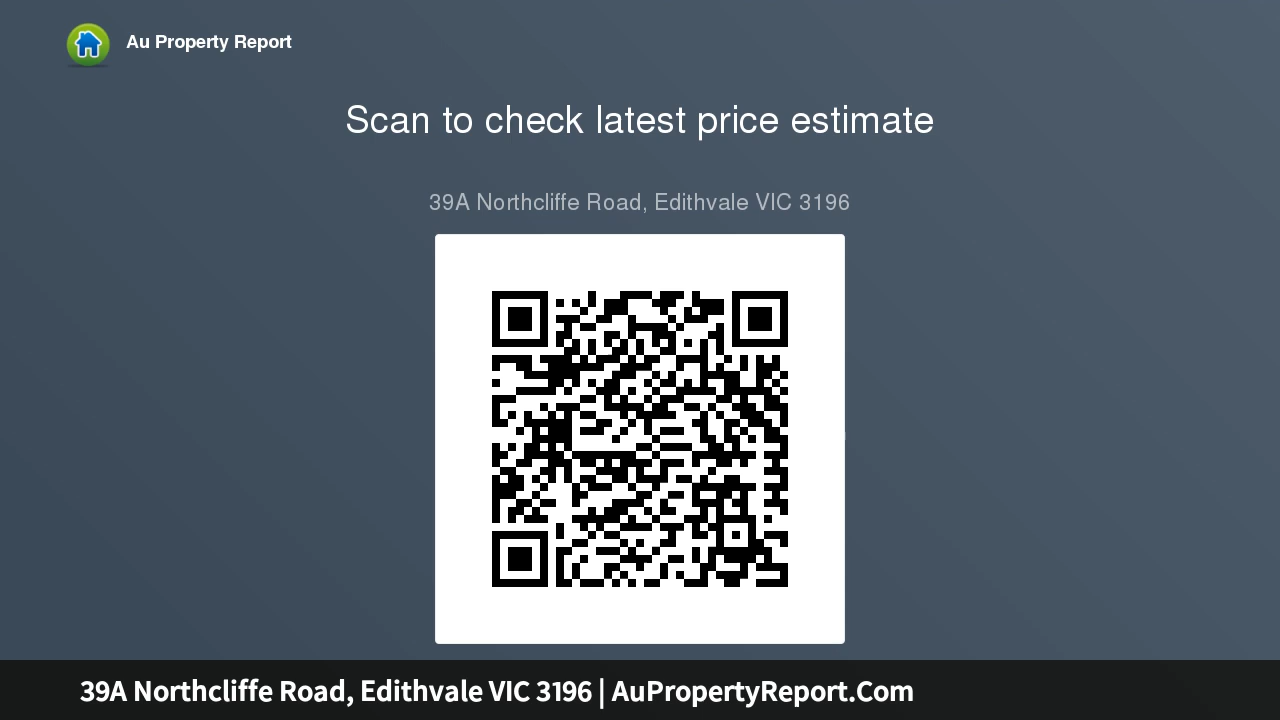 Au Property Report
Scan to check latest price estimate
39A Northcliffe Road, Edithvale VIC 3196
39A Northcliffe Road, Edithvale VIC 3196 | AuPropertyReport.Com